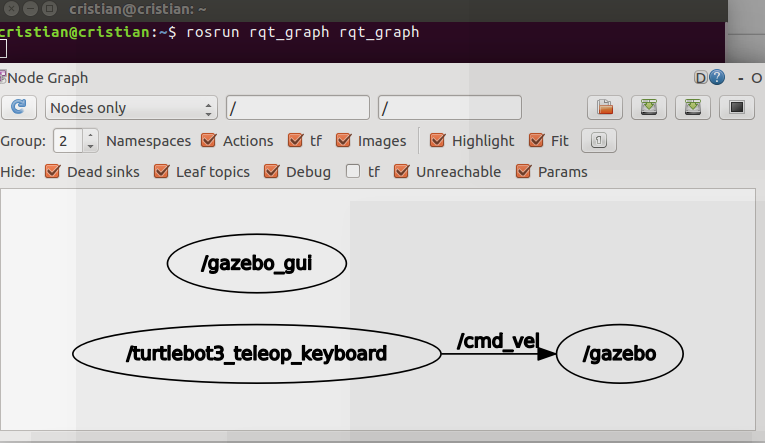 cristian@cristian: ~
cristian@cristian:~$ rosrun rqt_graph rqt_graph
Node Graph D ? - O
Nodes only / /
Group: 2 Namespaces Actions tf Images Highlight Fit 1
Hide: Dead sinks Leaf topics Debug tf Unreachable Params
/gazebo_gui
/turtlebot3_teleop_keyboard /cmd_vel /gazebo